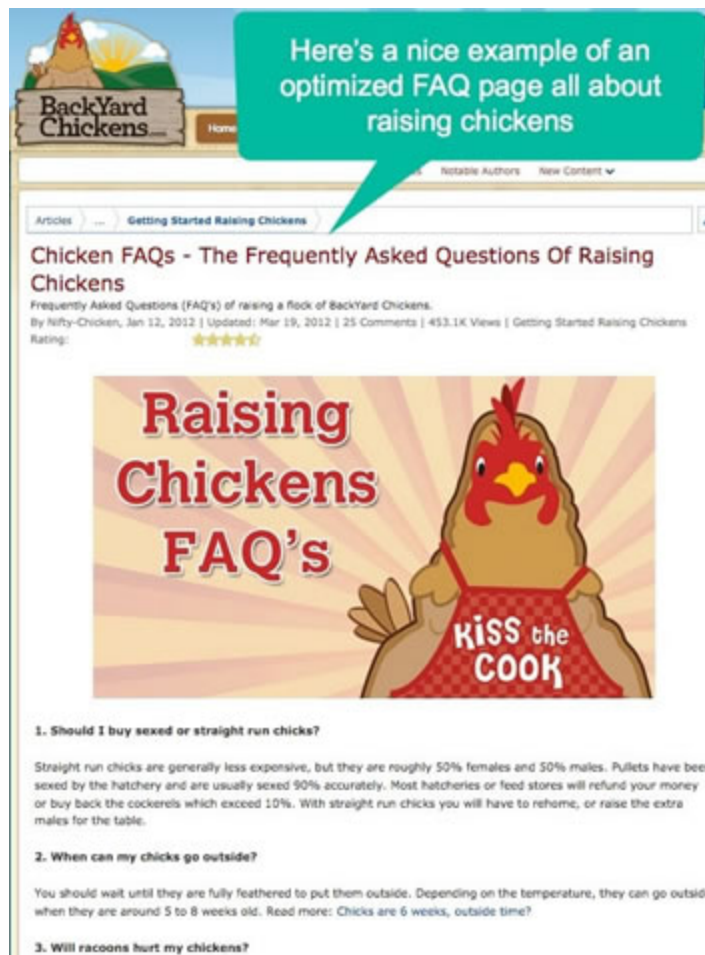 Here's a nice example of an
optimized FAQ page all about
raising chickens
BackYard
Chickens
Home
Notable Authors New Content
Articles ... Getting Started Raising Chickens
Chicken FAQs - The Frequently Asked Questions Of Raising
Chickens
Frequently Asked Questions (FAQ's) of raising a flock of BackYard Chickens.
By Nifty-Chicken, Jan 12, 2012 | Updated: Mar 19, 2012 | 25 Comments | 453.1K Views | Getting Started Raising Chickens
Rating:
Raising
Chickens
FAQ's
KiSS the
COOK
1. Should I buy sexed or straight run chicks?
Straight run chicks are generally less expensive, but they are roughly 50% females and 50% males. Pullets have bee
sexed by the hatchery and are usually sexed 90% accurately. Most hatcheries or feed stores will refund your money
or buy back the cockerels which exceed 10%. With straight run chicks you will have to rehome, or raise the extra
males for the table.
2. When can my chicks go outside?
You should wait until they are fully feathered to put them outside. Depending on the temperature, they can go outsid
when they are around 5 to 8 weeks old. Read more: Chicks are 6 weeks, outside time?
3. Will racoons hurt my chickens?